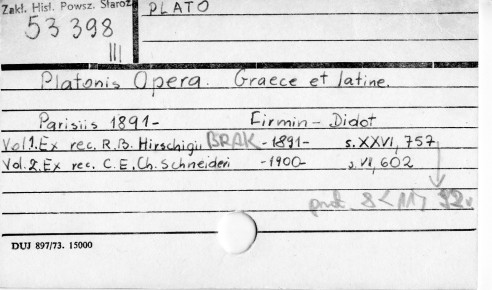 Zakł. Hist. Powsz. Staroż.
53 398
III
PLATO
Platonis Opera. Graece et latine.
Parisiis 1891- Firmin - Didot
Vol 1. Ex rec. R.B. Hirschigii BRAK -1891- s. XXVI, 757
Vol. 2. Ex rec. C.E. Ch. Schneideri -1900- s. VI, 602
DUJ 897/73. 15000